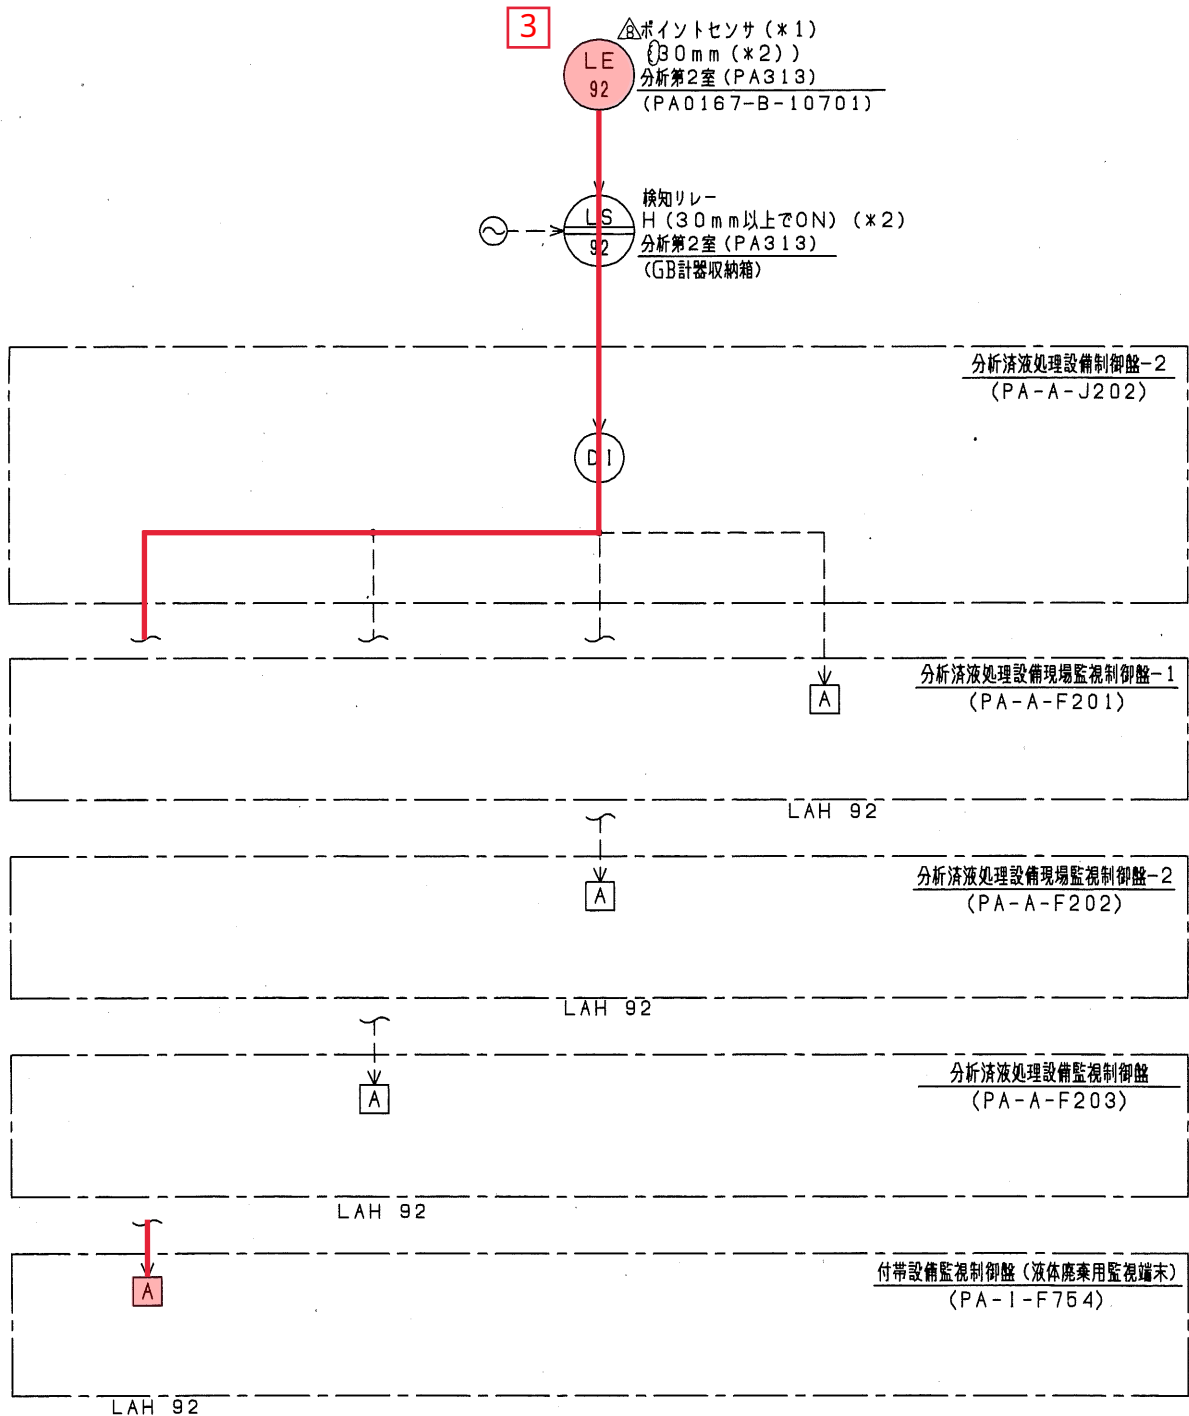 3
8 ポイントセンサ (*1)
(30mm (*2))
LE
92
分析第2室 (PA313)
(PA0167-B-10701)
検知リレー
LS
92
H (30mm以上でON) (*2)
分析第2室 (PA313)
(GB計器収納箱)
分析済液処理設備制御盤-2
(PA-A-J202)
DI
分析済液処理設備現場監視制御盤-1
(PA-A-F201)
A
LAH 92
分析済液処理設備現場監視制御盤-2
(PA-A-F202)
A
LAH 92
分析済液処理設備監視制御盤
(PA-A-F203)
A
LAH 92
付帯設備監視制御盤 (液体廃棄用監視端末)
(PA-I-F754)
A
LAH 92